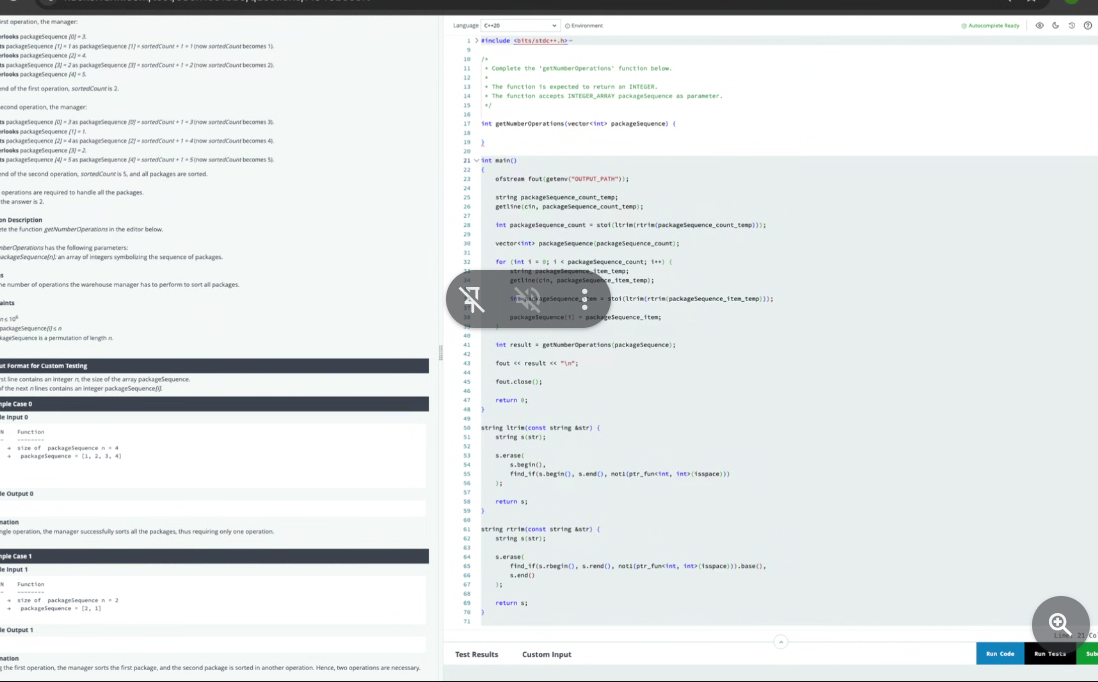 irst operation, the manager:
rlooks packageSequence [0] = 3.
ts packageSequence [1] = 1 as packageSequence [1] = sortedCount + 1 = 1 (now sortedCount becomes 1).
rlooks packageSequence [2] = 4.
ts packageSequence [3] = 2 as packageSequence [3] = sortedCount + 1 = 2 (now sortedCount becomes 2).
rlooks packageSequence [4] = 5.
end of the first operation, sortedCount is 2.
econd operation, the manager:
ts packageSequence [0] = 3 as packageSequence [0] = sortedCount + 1 = 3 (now sortedCount becomes 3).
rlooks packageSequence [1] = 1.
ts packageSequence [2] = 4 as packageSequence [2] = sortedCount + 1 = 4 (now sortedCount becomes 4).
rlooks packageSequence [3] = 2.
ts packageSequence [4] = 5 as packageSequence [4] = sortedCount + 1 = 5 (now sortedCount becomes 5).
end of the second operation, sortedCount is 5, and all packages are sorted.
operations are required to handle all the packages.
the answer is 2.
on Description
ete the function getNumberOperations in the editor below.
mberOperations has the following parameters:
ackageSequence[n]: an array of integers symbolizing the sequence of packages.
s
he number of operations the warehouse manager has to perform to sort all packages.
aints
n ≤ 10⁶
packageSequence[i] ≤ n
kageSequence is a permutation of length n.
ut Format for Custom Testing
rst line contains an integer n, the size of the array packageSequence.
of the next n lines contains an integer packageSequence[i].
mple Case 0
le Input 0
N Function
-- --------
→ size of packageSequence n = 4
→ packageSequence = [1, 2, 3, 4]
le Output 0
nation
ngle operation, the manager successfully sorts all the packages, thus requiring only one operation.
mple Case 1
le Input 1
N Function
-- --------
→ size of packageSequence n = 2
→ packageSequence = [2, 1]
le Output 1
nation
g the first operation, the manager sorts the first package, and the second package is sorted in another operation. Hence, two operations are necessary.
Language C++20 Environment Autocomplete Ready
1 > #include <bits/stdc++.h>
9
10 /*
11 * Complete the 'getNumberOperations' function below.
12 *
13 * The function is expected to return an INTEGER.
14 * The function accepts INTEGER_ARRAY packageSequence as parameter.
15 */
16
17 int getNumberOperations(vector<int> packageSequence) {
18
19 }
20
21 int main()
22 {
23 ofstream fout(getenv("OUTPUT_PATH"));
24
25 string packageSequence_count_temp;
26 getline(cin, packageSequence_count_temp);
27
28 int packageSequence_count = stoi(ltrim(rtrim(packageSequence_count_temp)));
29
30 vector<int> packageSequence(packageSequence_count);
31
32 for (int i = 0; i < packageSequence_count; i++) {
string packageSequence_item_temp;
getline(cin, packageSequence_item_temp);
int packageSequence_item = stoi(ltrim(rtrim(packageSequence_item_temp)));
packageSequence[i] = packageSequence_item;
}
40
41 int result = getNumberOperations(packageSequence);
42
43 fout << result << "\n";
44
45 fout.close();
46
47 return 0;
48 }
49
50 string ltrim(const string &str) {
51 string s(str);
52
53 s.erase(
54 s.begin(),
55 find_if(s.begin(), s.end(), not1(ptr_fun<int, int>(isspace)))
56 );
57
58 return s;
59 }
60
61 string rtrim(const string &str) {
62 string s(str);
63
64 s.erase(
65 find_if(s.rbegin(), s.rend(), not1(ptr_fun<int, int>(isspace))).base(),
66 s.end()
67 );
68
69 return s;
70 }
71
Test Results Custom Input
Run Code Run Tests Sub